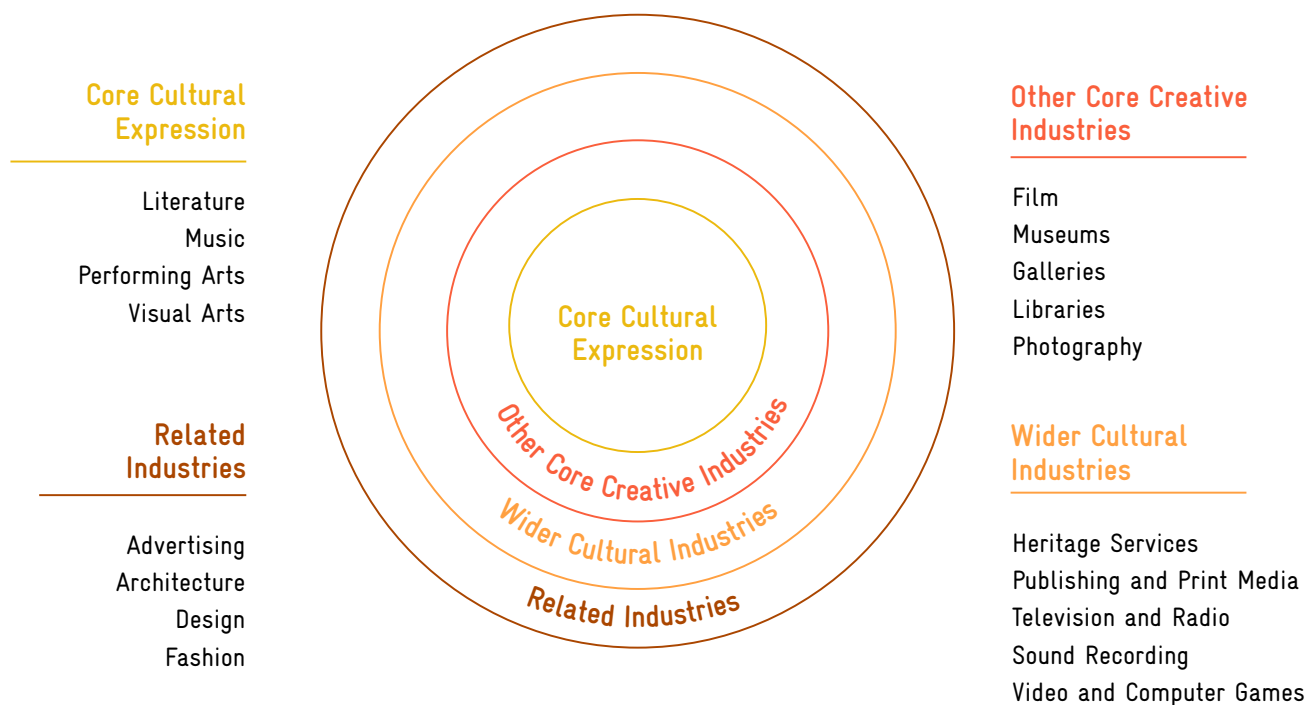 Core Cultural
Expression
Literature
Music
Performing Arts
Visual Arts
Related
Industries
Advertising
Architecture
Design
Fashion
Core Cultural
Expression
Other Core Creative Industries
Wider Cultural Industries
Related Industries
Other Core Creative
Industries
Film
Museums
Galleries
Libraries
Photography
Wider Cultural
Industries
Heritage Services
Publishing and Print Media
Television and Radio
Sound Recording
Video and Computer Games